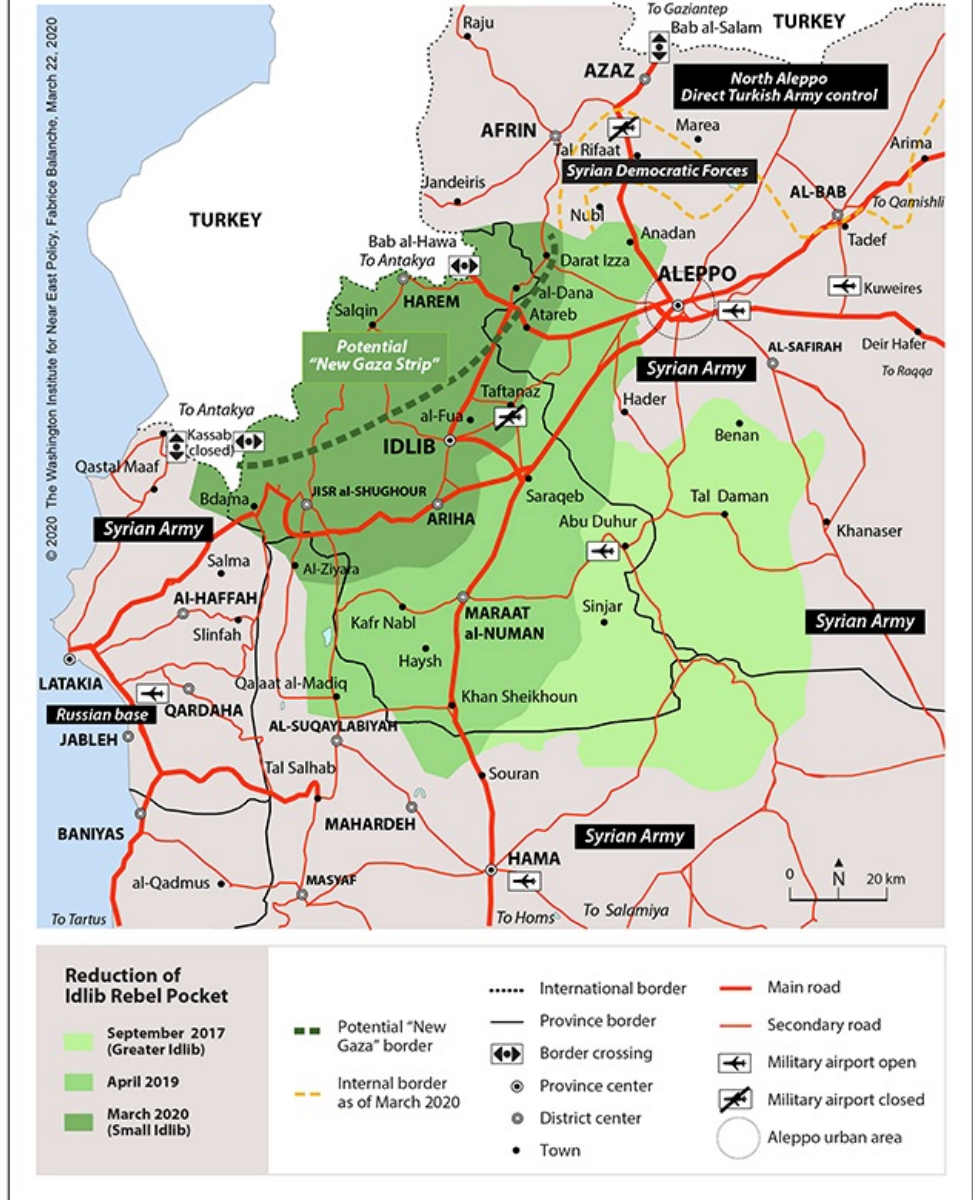 © 2020 The Washington Institute for Near East Policy, Fabrice Balanche, March 22, 2020
To Gaziantep
Raju
Bab al-Salam
TURKEY
AZAZ
North Aleppo
Direct Turkish Army control
AFRIN
Marea
Tal Rifaat
Arima
Syrian Democratic Forces
Jandeiris
AL-BAB
To Qamishli
TURKEY
Nubl
Anadan
Tadef
Bab al-Hawa
To Antakya
Darat Izza
ALEPPO
HAREM
al-Dana
Kuweires
Salqin
Atareb
Potential
"New Gaza Strip"
AL-SAFIRAH
Deir Hafer
Syrian Army
To Raqqa
Taftanaz
Hader
To Antakya
al-Fua
Kassab
(closed)
IDLIB
Benan
Qastal Maaf
Bdama
JISR al-SHUGHOUR
Saraqeb
Tal Daman
ARIHA
Abu Duhur
Syrian Army
Khanaser
Salma
Al-Ziyara
Al-HAFFAH
Kafr Nabl
MARAAT
al-NUMAN
Sinjar
Slinfah
Syrian Army
Haysh
LATAKIA
Qalaat al-Madiq
Khan Sheikhoun
Russian base
QARDAHA
JABLEH
AL-SUQAYLABIYAH
Tal Salhab
Souran
MAHARDEH
BANIYAS
Syrian Army
HAMA
al-Qadmus
MASYAF
0
N
20 km
To Tartus
To Homs
To Salamiya
Reduction of
Idlib Rebel Pocket
September 2017
(Greater Idlib)
April 2019
March 2020
(Small Idlib)
Potential "New
Gaza" border
Internal border
as of March 2020
International border
Province border
Border crossing
Province center
District center
Town
Main road
Secondary road
Military airport open
Military airport closed
Aleppo urban area